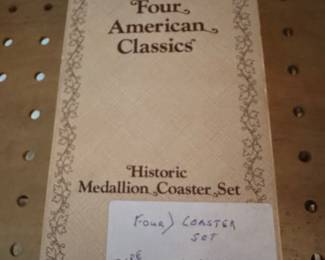 Four
American
Classics
Historic
Medallion Coaster Set
Four) COASTER
SET